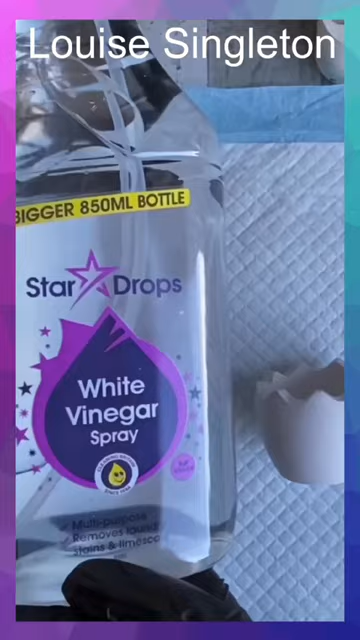 Louise Singleton
BIGGER 850ML BOTTLE
Star Drops
White
Vinegar
Spray
Multi-purpose
Removes
stains & limesca